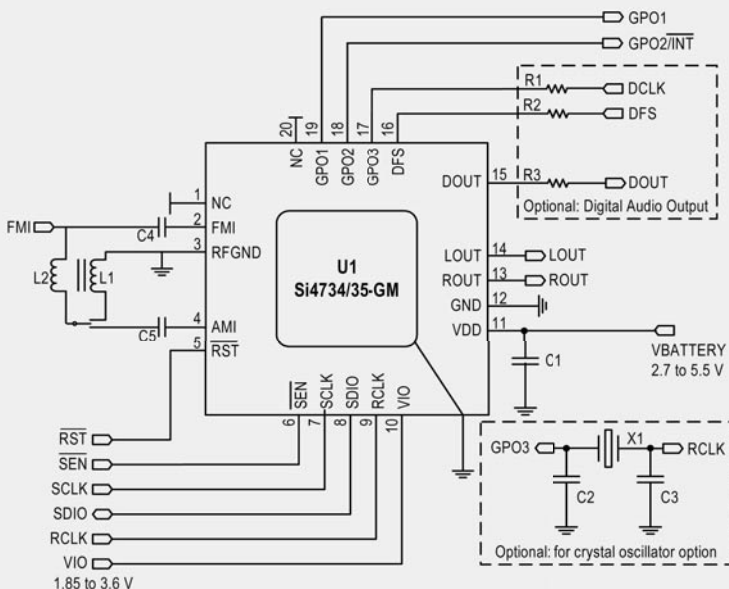 GPO1
GPO2/INT
R1
DCLK
R2
DFS
R3
DOUT
Optional: Digital Audio Output
20
19
18
17
16
NC
GPO1
GPO2
GPO3
DFS
DOUT
15
1
NC
FMI
C4
2
FMI
3
RFGND
L2
L1
U1
Si4734/35-GM
LOUT
14
LOUT
ROUT
13
ROUT
GND
12
VDD
11
C5
4
AMI
5
RST
C1
VBATTERY
2.7 to 5.5 V
SEN
SCLK
SDIO
RCLK
VIO
6
7
8
9
10
RST
SEN
SCLK
SDIO
RCLK
VIO
1.85 to 3.6 V
GPO3
X1
RCLK
C2
C3
Optional: for crystal oscillator option